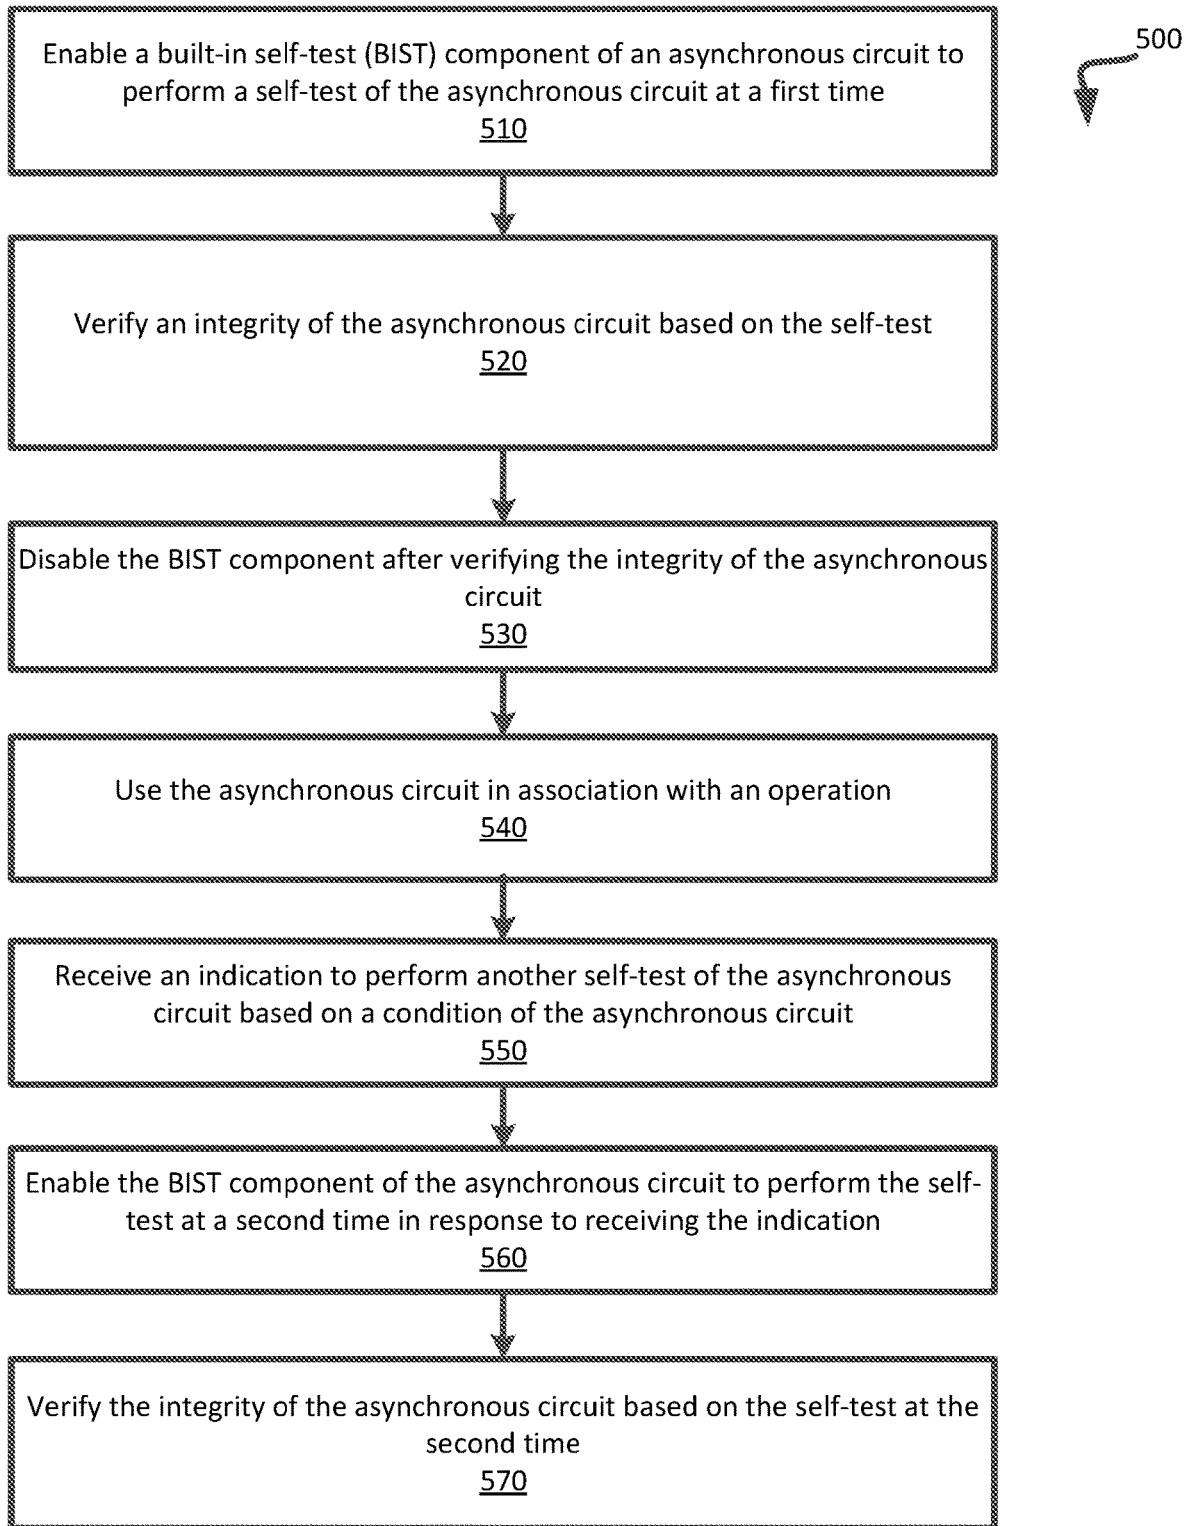 Enable a built-in self-test (BIST) component of an asynchronous circuit to
perform a self-test of the asynchronous circuit at a first time
510
500
Verify an integrity of the asynchronous circuit based on the self-test
520
Disable the BIST component after verifying the integrity of the asynchronous
circuit
530
Use the asynchronous circuit in association with an operation
540
Receive an indication to perform another self-test of the asynchronous
circuit based on a condition of the asynchronous circuit
550
Enable the BIST component of the asynchronous circuit to perform the self-
test at a second time in response to receiving the indication
560
Verify the integrity of the asynchronous circuit based on the self-test at the
second time
570